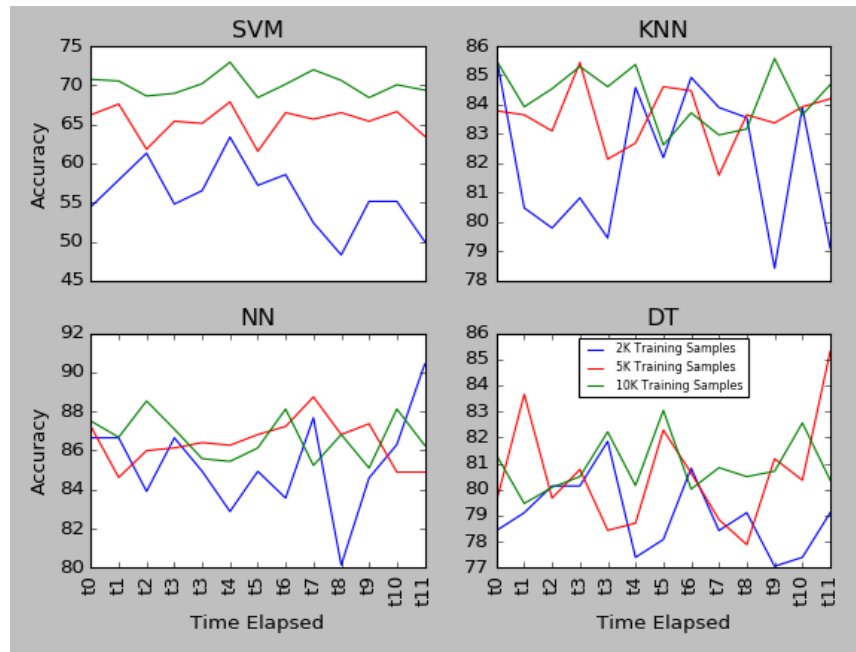 SVM
75
70
65
60
55
50
45
Accuracy
KNN
86
85
84
83
82
81
80
79
78
NN
92
90
88
86
84
82
80
Accuracy
t0 t1 t2 t3 t3 t4 t5 t6 t7 t8 t9 t10 t11
Time Elapsed
DT
86
85
84
83
82
81
80
79
78
77
2K Training Samples
5K Training Samples
10K Training Samples
t0 t1 t2 t3 t3 t4 t5 t6 t7 t8 t9 t10 t11
Time Elapsed